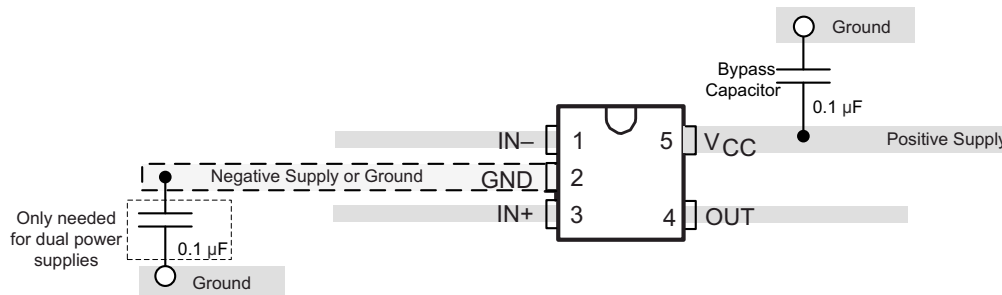 Ground
Bypass
Capacitor
0.1 µF
IN–
1
5
VCC
Positive Supply
Negative Supply or Ground
GND
2
IN+
3
4
OUT
Only needed
for dual power
supplies
0.1 µF
Ground